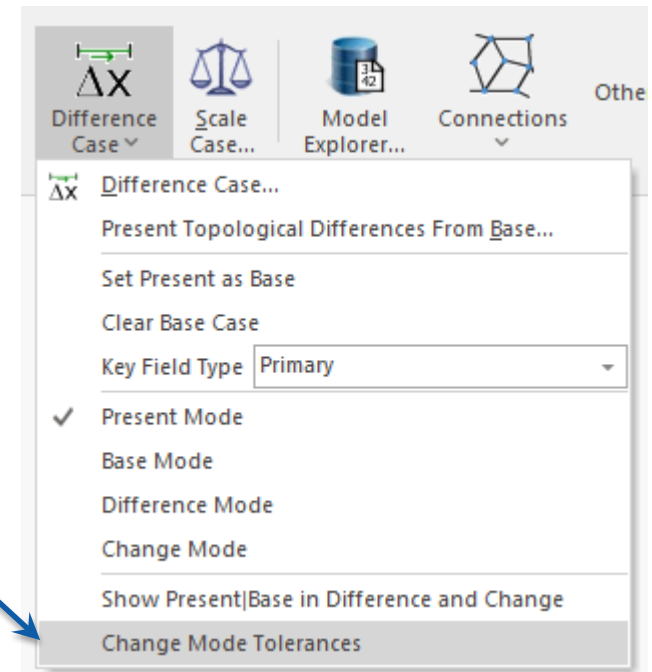 ΔX
Difference
Case
Scale
Case...
Model
Explorer...
Connections
Othe
ΔX Difference Case...
Present Topological Differences From Base...
Set Present as Base
Clear Base Case
Key Field Type Primary
Present Mode
Base Mode
Difference Mode
Change Mode
Show Present|Base in Difference and Change
Change Mode Tolerances